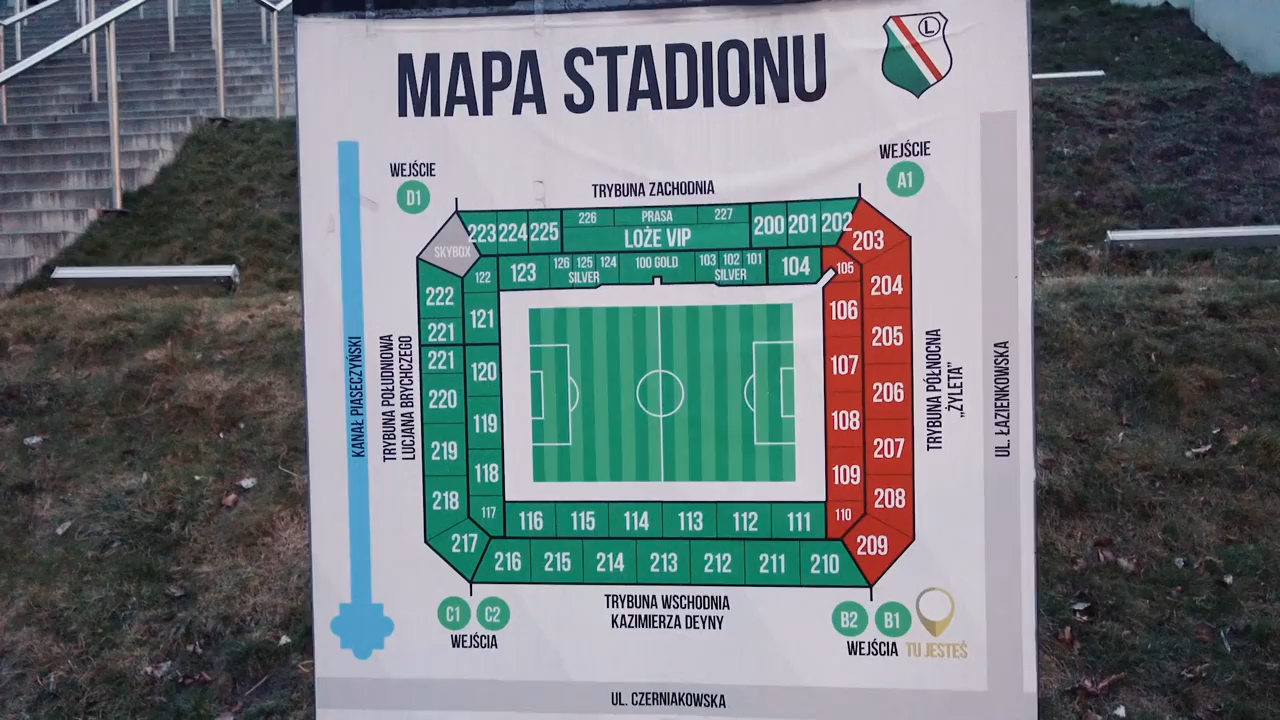 MAPA STADIONU
L
WEJŚCIE
D1
WEJŚCIE
A1
TRYBUNA ZACHODNIA
SKYBOX
223 224 225
226 PRASA 227
LOŻE VIP
200 201 202
203
122
123
126 125 124
SILVER
100 GOLD
103 102 101
SILVER
104
105
222
221
221
220
219
218
217
121
120
119
118
117
106
107
108
109
110
204
205
206
207
208
209
116 115 114 113 112 111
216 215 214 213 212 211 210
KANAŁ PIASECZYŃSKI
TRYBUNA POŁUDNIOWA
LUCJANA BRYCHCZEGO
TRYBUNA PÓŁNOCNA
„ŻYLETA”
UL. ŁAZIENKOWSKA
C1 C2
WEJŚCIA
TRYBUNA WSCHODNIA
KAZIMIERZA DEYNY
B2 B1
WEJŚCIA
TU JESTEŚ
UL. CZERNIAKOWSKA